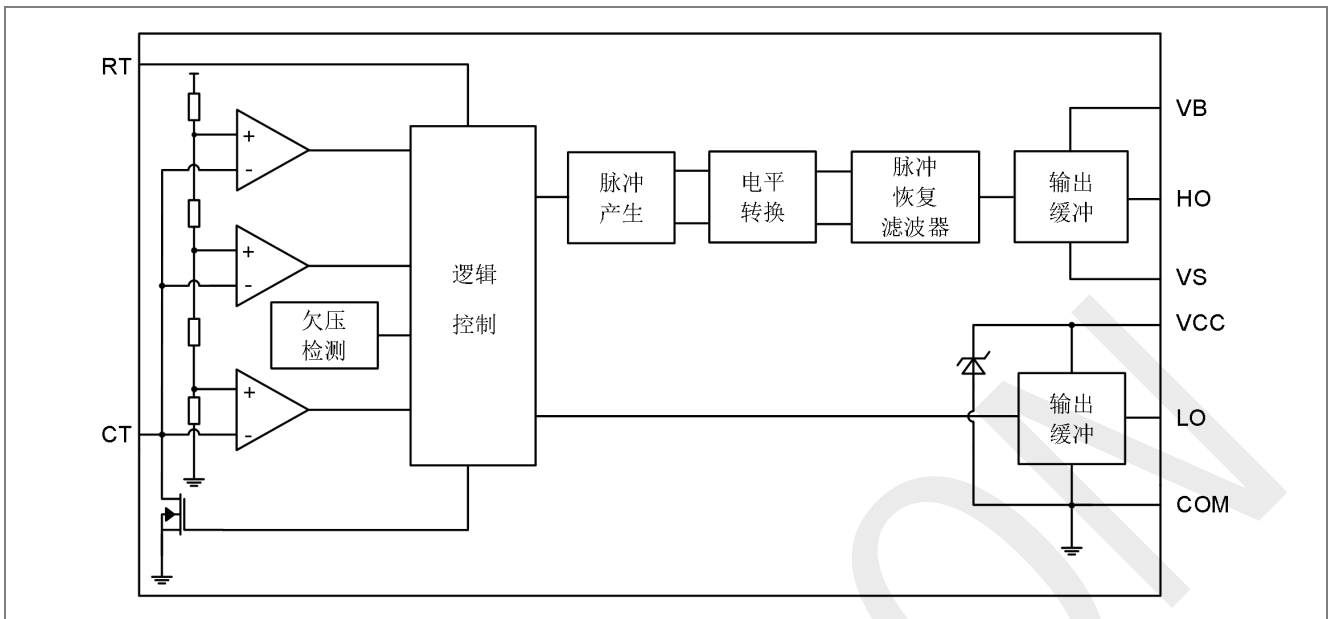 RT
+
-
+
-
欠压
检测
+
-
CT
逻辑
控制
脉冲
产生
电平
转换
脉冲
恢复
滤波器
输出
缓冲
VB
HO
VS
VCC
输出
缓冲
LO
COM